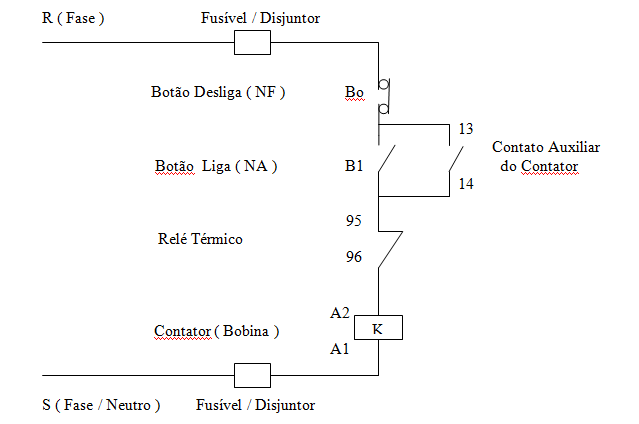 R ( Fase )
Fusível / Disjuntor
Botão Desliga ( NF )
Bo
13
Contato Auxiliar
do Contator
Botão Liga ( NA )
B1
14
95
Relé Térmico
96
A2
Contator ( Bobina )
K
A1
S ( Fase / Neutro )
Fusível / Disjuntor